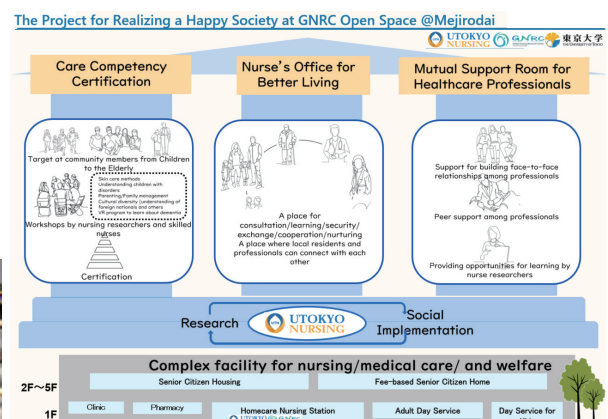 The Project for Realizing a Happy Society at GNRC Open Space @Mejirodai
UTOKYO NURSING
GNRC
東京大学
THE UNIVERSITY OF TOKYO
Care Competency
Certification
Nurse's Office for
Better Living
Mutual Support Room for
Healthcare Professionals
Target at community members from Children
to the Elderly
Skin care methods
Understanding children with
disorders
Parenting/Family management
Cultural diversity (understanding of
foreign nationals and others
VR program to learn about dementia
Workshops by nursing researchers and skilled
nurses
Certification
A place for
consultation/learning/security/
exchange/cooperation/nurturing
A place where local residents and
professionals can connect with each
other
Support for building face-to-face
relationships among professionals
Peer support among professionals
Providing opportunities for learning by
nurse researchers
Research
UTOKYO
NURSING
Social
Implementation
Complex facility for nursing/medical care/ and welfare
2F～5F
Senior Citizen Housing
Fee-based Senior Citizen Home
1F
Clinic
Pharmacy
Homecare Nursing Station
Adult Day Service
Day Service for